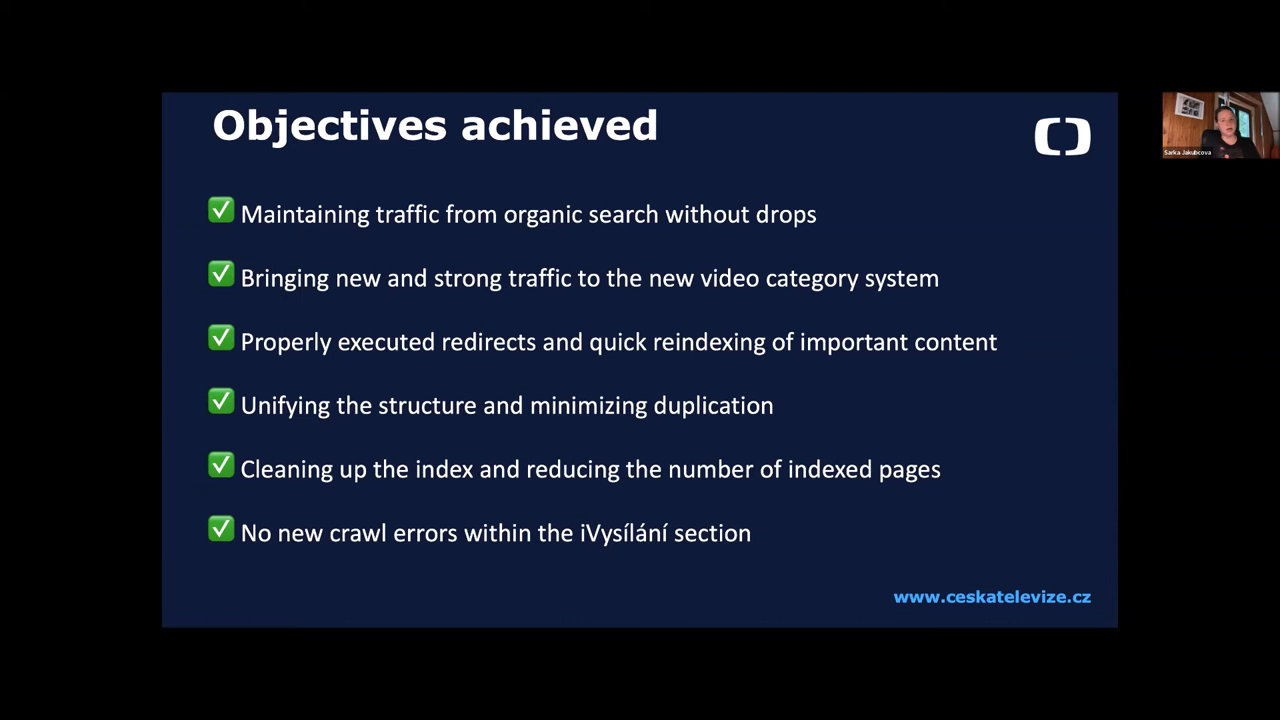 Objectives achieved
Maintaining traffic from organic search without drops
Bringing new and strong traffic to the new video category system
Properly executed redirects and quick reindexing of important content
Unifying the structure and minimizing duplication
Cleaning up the index and reducing the number of indexed pages
No new crawl errors within the iVysílání section
www.ceskatelevize.cz
Sarka Jakubcova